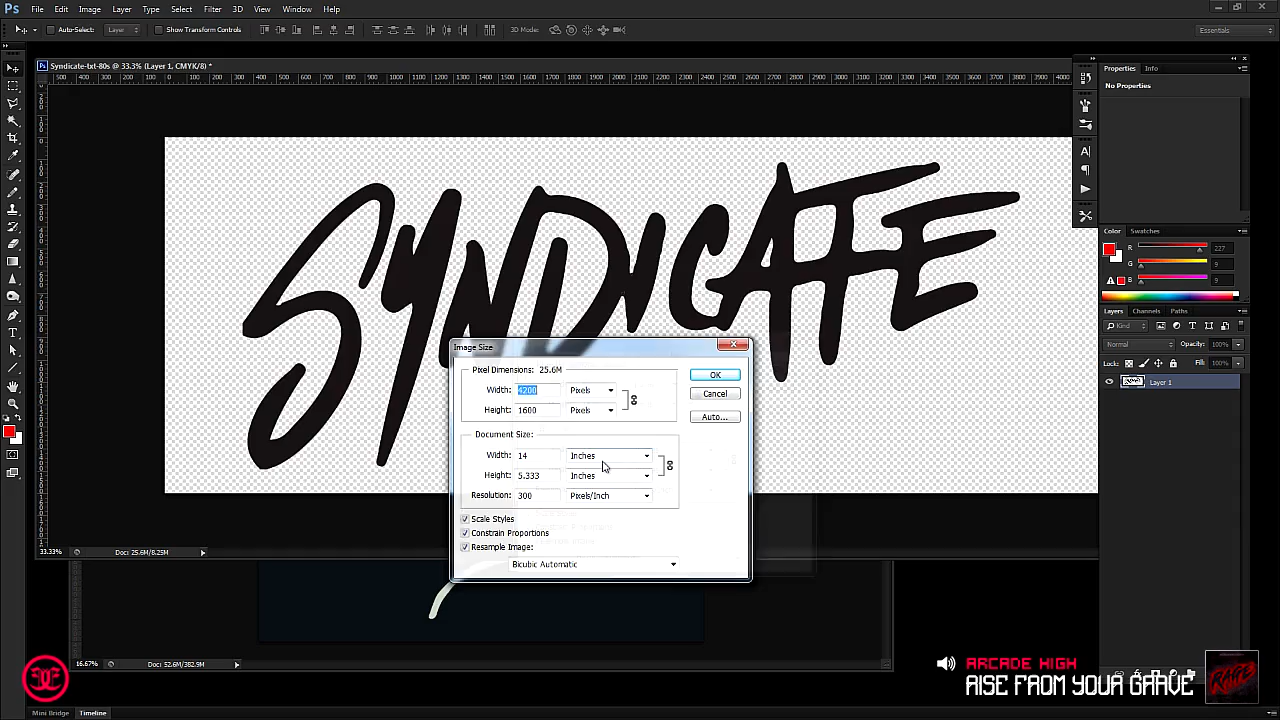 Ps File Edit Image Layer Type Select Filter 3D View Window Help
Auto-Select: Layer Show Transform Controls 3D Mode: Essentials
Syndicate-txt-80s @ 33.3% (Layer 1, CMYK/8) *
Properties Info
No Properties
SYNDICATE
Color Swatches
R 227
G 9
B 9
Layers Channels Paths
Kind
Normal Opacity: 100%
Lock: Fill: 100%
Layer 1
Image Size
Pixel Dimensions: 25.6M
Width: 4200 Pixels
Height: 1600 Pixels
OK
Cancel
Auto...
Document Size:
Width: 14 Inches
Height: 5.333 Inches
Resolution: 300 Pixels/Inch
Scale Styles
Constrain Proportions
Resample Image:
Bicubic Automatic
33.33% Doc: 25.6M/8.25M
16.67% Doc: 52.6M/382.9M
ARCADE HIGH
RISE FROM YOUR GRAVE
RAPE
Mini Bridge Timeline